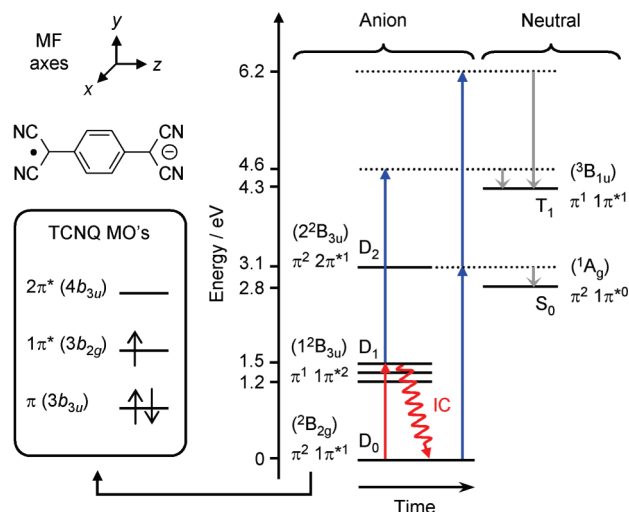 MF
axes
y
z
x
NC
CN
NC
CN
TCNQ MO's
2π* (4b3u)
1π* (3b2g)
π (3b3u)
Energy / eV
6.2
4.6
4.3
3.1
2.8
1.5
1.2
0
Anion
(2²B3u)
π² 2π*¹
D2
(1²B3u)
D1
π¹ 1π*²
IC
(²B2g)
π² 1π*¹
D0
Time
Neutral
(³B1u)
T1
π¹ 1π*¹
(¹Ag)
S0
π² 1π*⁰